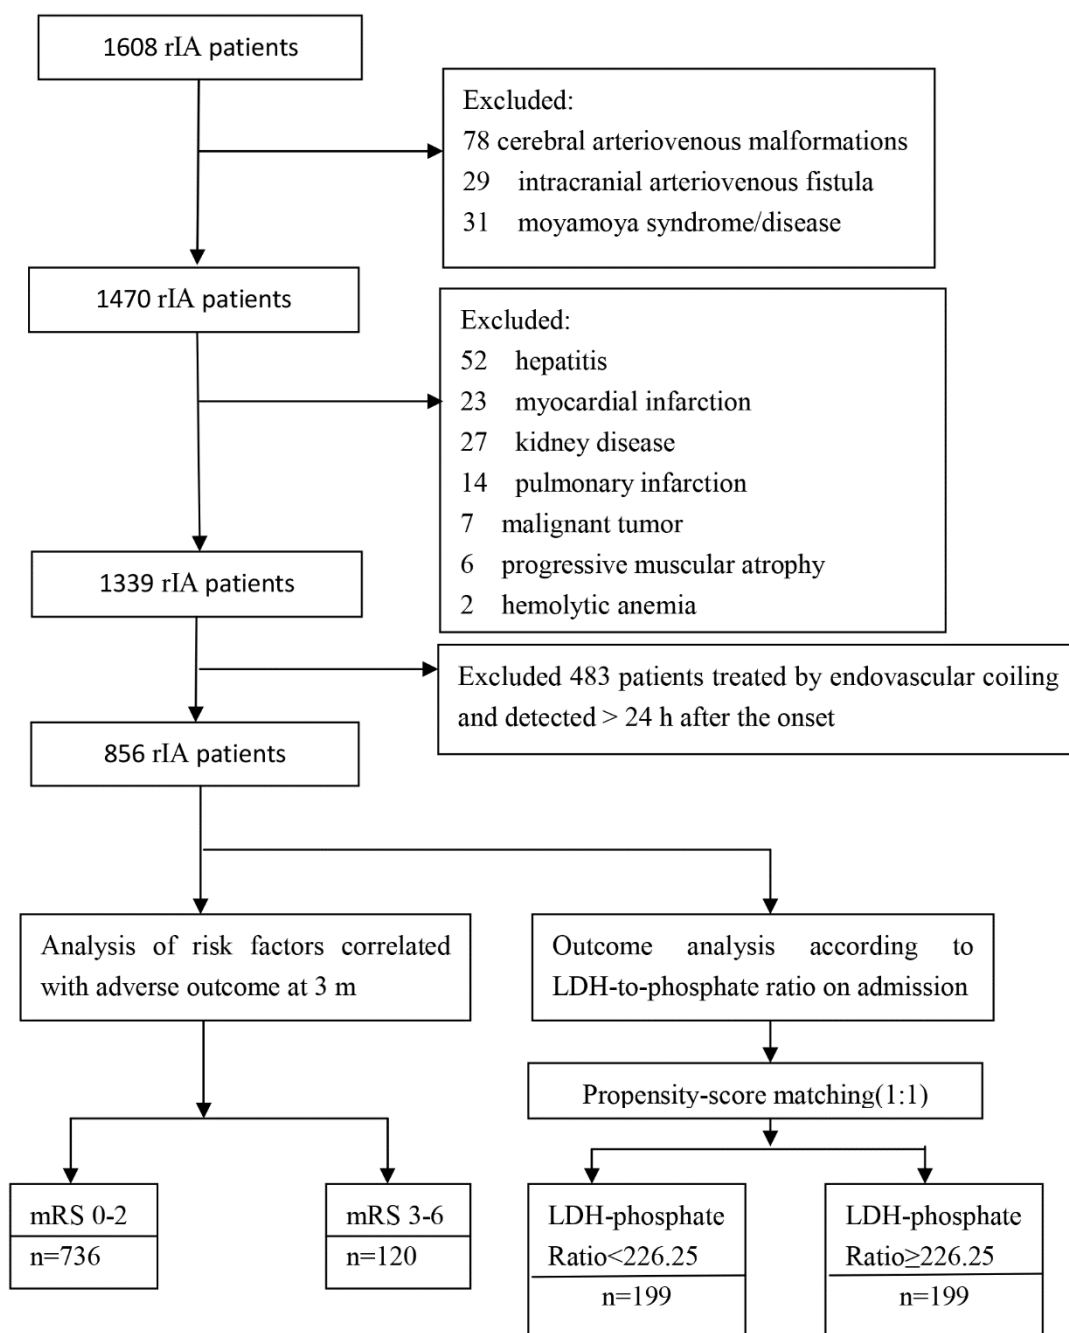 1608 rIA patients
Excluded:
78 cerebral arteriovenous malformations
29 intracranial arteriovenous fistula
31 moyamoya syndrome/disease
1470 rIA patients
Excluded:
52 hepatitis
23 myocardial infarction
27 kidney disease
14 pulmonary infarction
7 malignant tumor
6 progressive muscular atrophy
2 hemolytic anemia
1339 rIA patients
Excluded 483 patients treated by endovascular coiling
and detected > 24 h after the onset
856 rIA patients
Analysis of risk factors correlated
with adverse outcome at 3 m
Outcome analysis according to
LDH-to-phosphate ratio on admission
Propensity-score matching(1:1)
mRS 0-2
n=736
mRS 3-6
n=120
LDH-phosphate
Ratio<226.25
n=199
LDH-phosphate
Ratio≥226.25
n=199